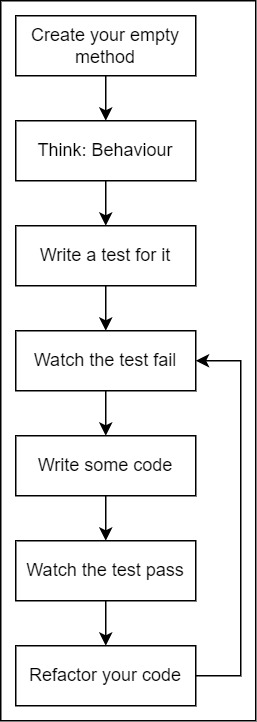 Create your empty
method
Think: Behaviour
Write a test for it
Watch the test fail
Write some code
Watch the test pass
Refactor your code